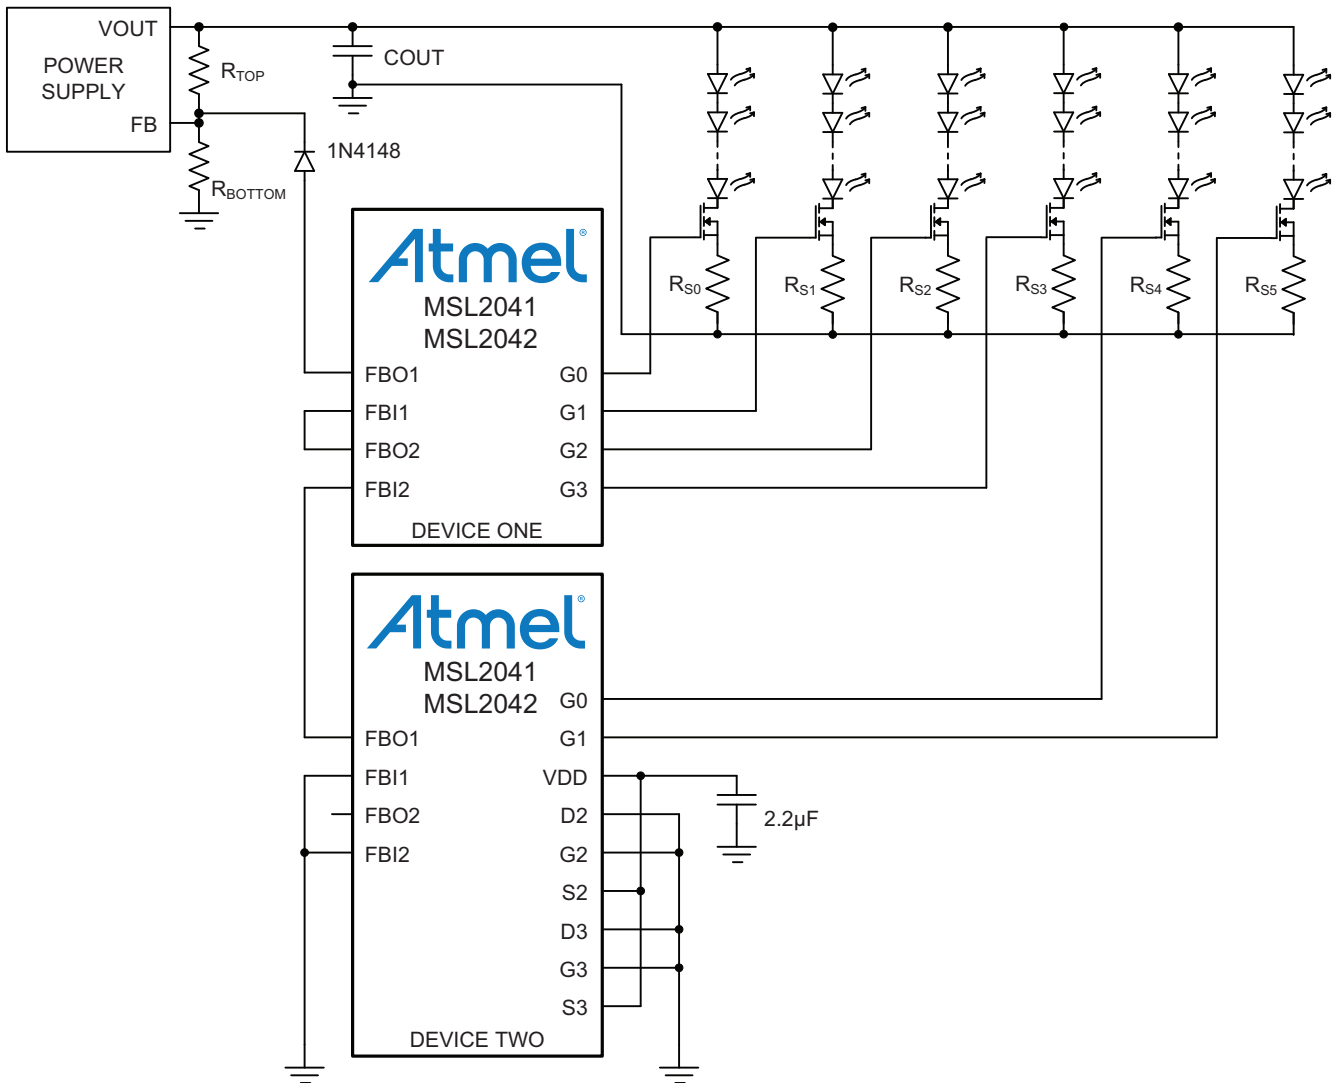 VOUT
POWER
SUPPLY
FB
RTOP
RBOTTOM
COUT
1N4148
RS0
RS1
RS2
RS3
RS4
RS5
Atmel®
MSL2041
MSL2042
FBO1
FBI1
FBO2
FBI2
G0
G1
G2
G3
DEVICE ONE
Atmel®
MSL2041
MSL2042
FBO1
FBI1
FBO2
FBI2
G0
G1
VDD
D2
G2
S2
D3
G3
S3
DEVICE TWO
2.2µF